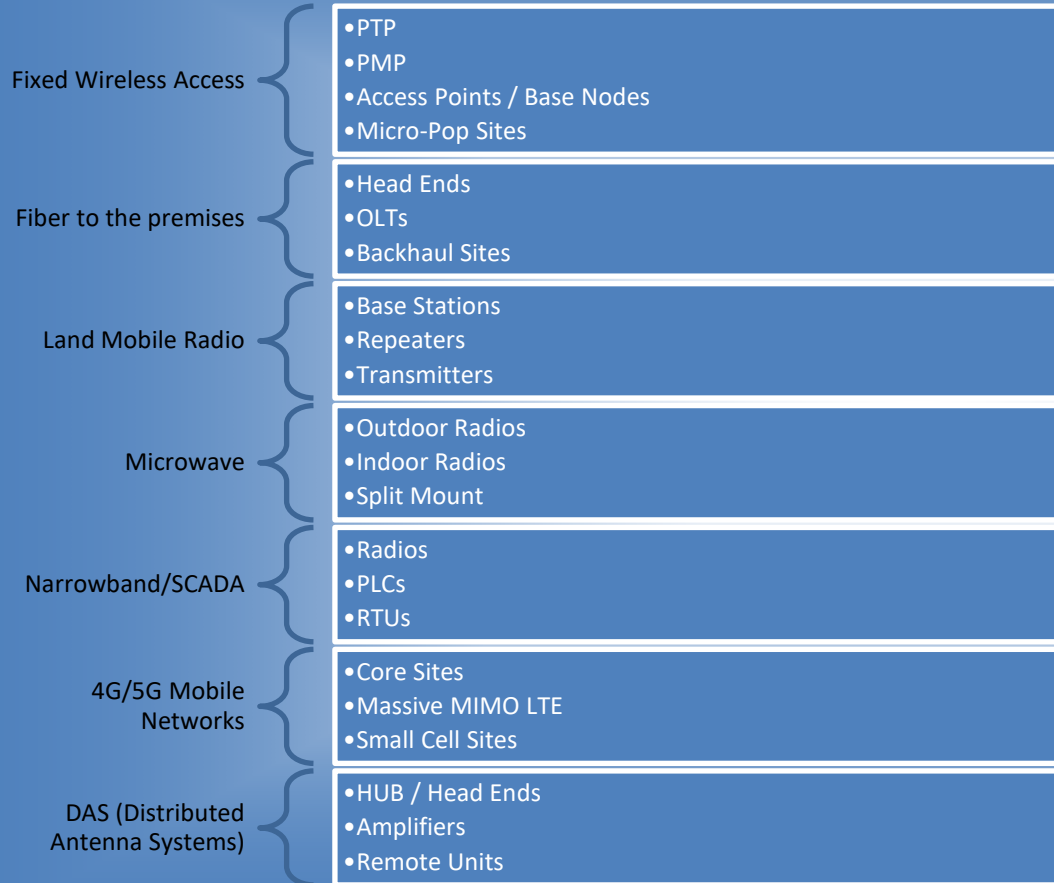 Fixed Wireless Access
•PTP
•PMP
•Access Points / Base Nodes
•Micro-Pop Sites
Fiber to the premises
•Head Ends
•OLTs
•Backhaul Sites
Land Mobile Radio
•Base Stations
•Repeaters
•Transmitters
Microwave
•Outdoor Radios
•Indoor Radios
•Split Mount
Narrowband/SCADA
•Radios
•PLCs
•RTUs
4G/5G Mobile
Networks
•Core Sites
•Massive MIMO LTE
•Small Cell Sites
DAS (Distributed
Antenna Systems)
•HUB / Head Ends
•Amplifiers
•Remote Units